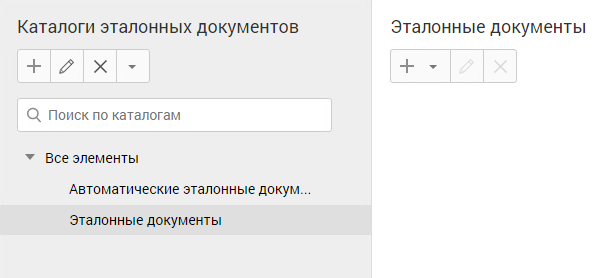 Каталоги эталонных документов
Поиск по каталогам
Все элементы
Автоматические эталонные докум...
Эталонные документы
Эталонные документы